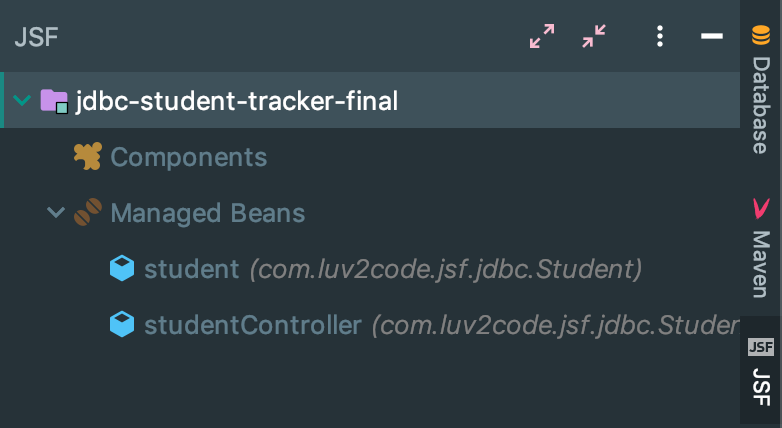 JSF
jdbc-student-tracker-final
Components
Managed Beans
student (com.luv2code.jsf.jdbc.Student)
studentController (com.luv2code.jsf.jdbc.Studer
Database
Maven
JSF
JSF